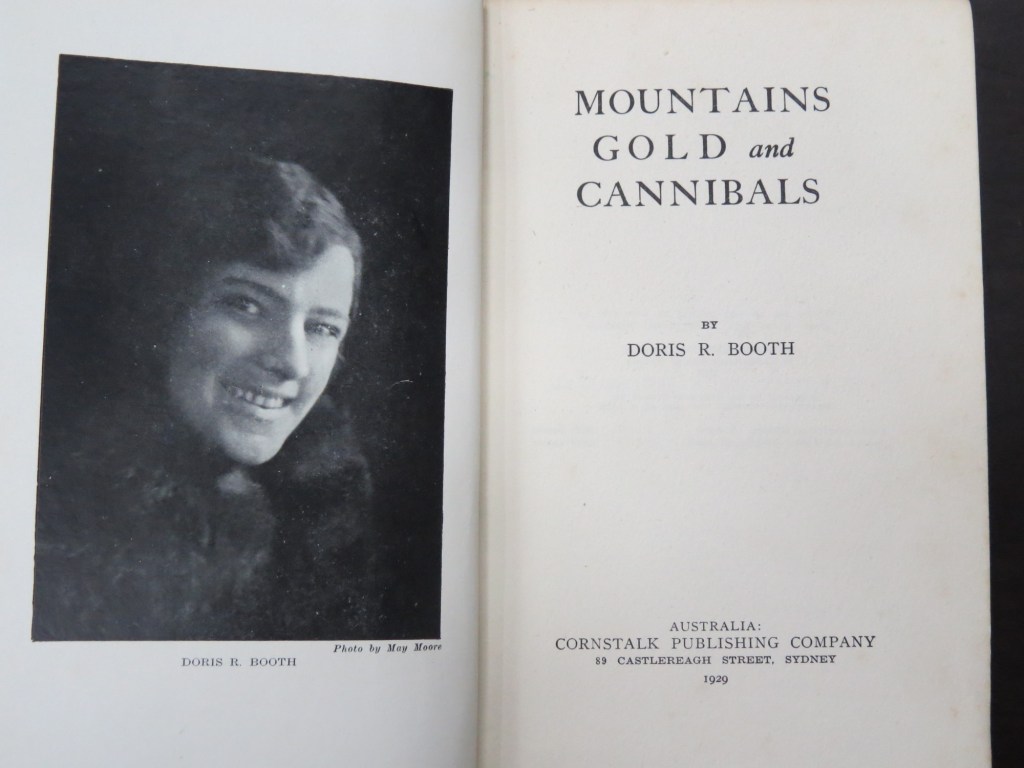 Photo by May Moore
DORIS R. BOOTH
MOUNTAINS
GOLD and
CANNIBALS
BY
DORIS R. BOOTH
AUSTRALIA:
CORNSTALK PUBLISHING COMPANY
89 CASTLEREAGH STREET, SYDNEY
1929